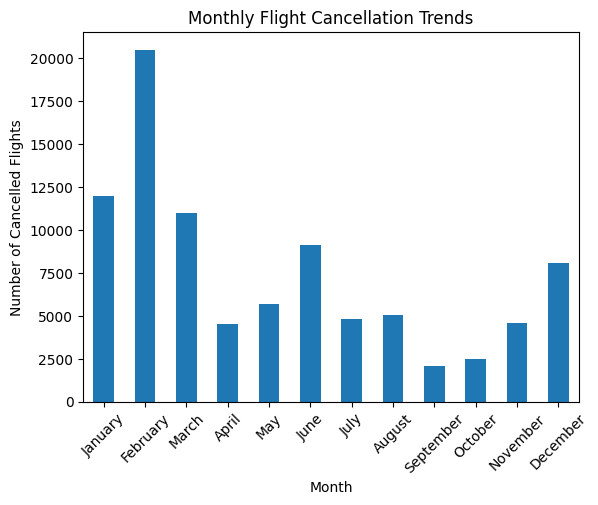 Monthly Flight Cancellation Trends
Number of Cancelled Flights
20000
17500
15000
12500
10000
7500
5000
2500
0
January
February
March
April
May
June
July
August
September
October
November
December
Month